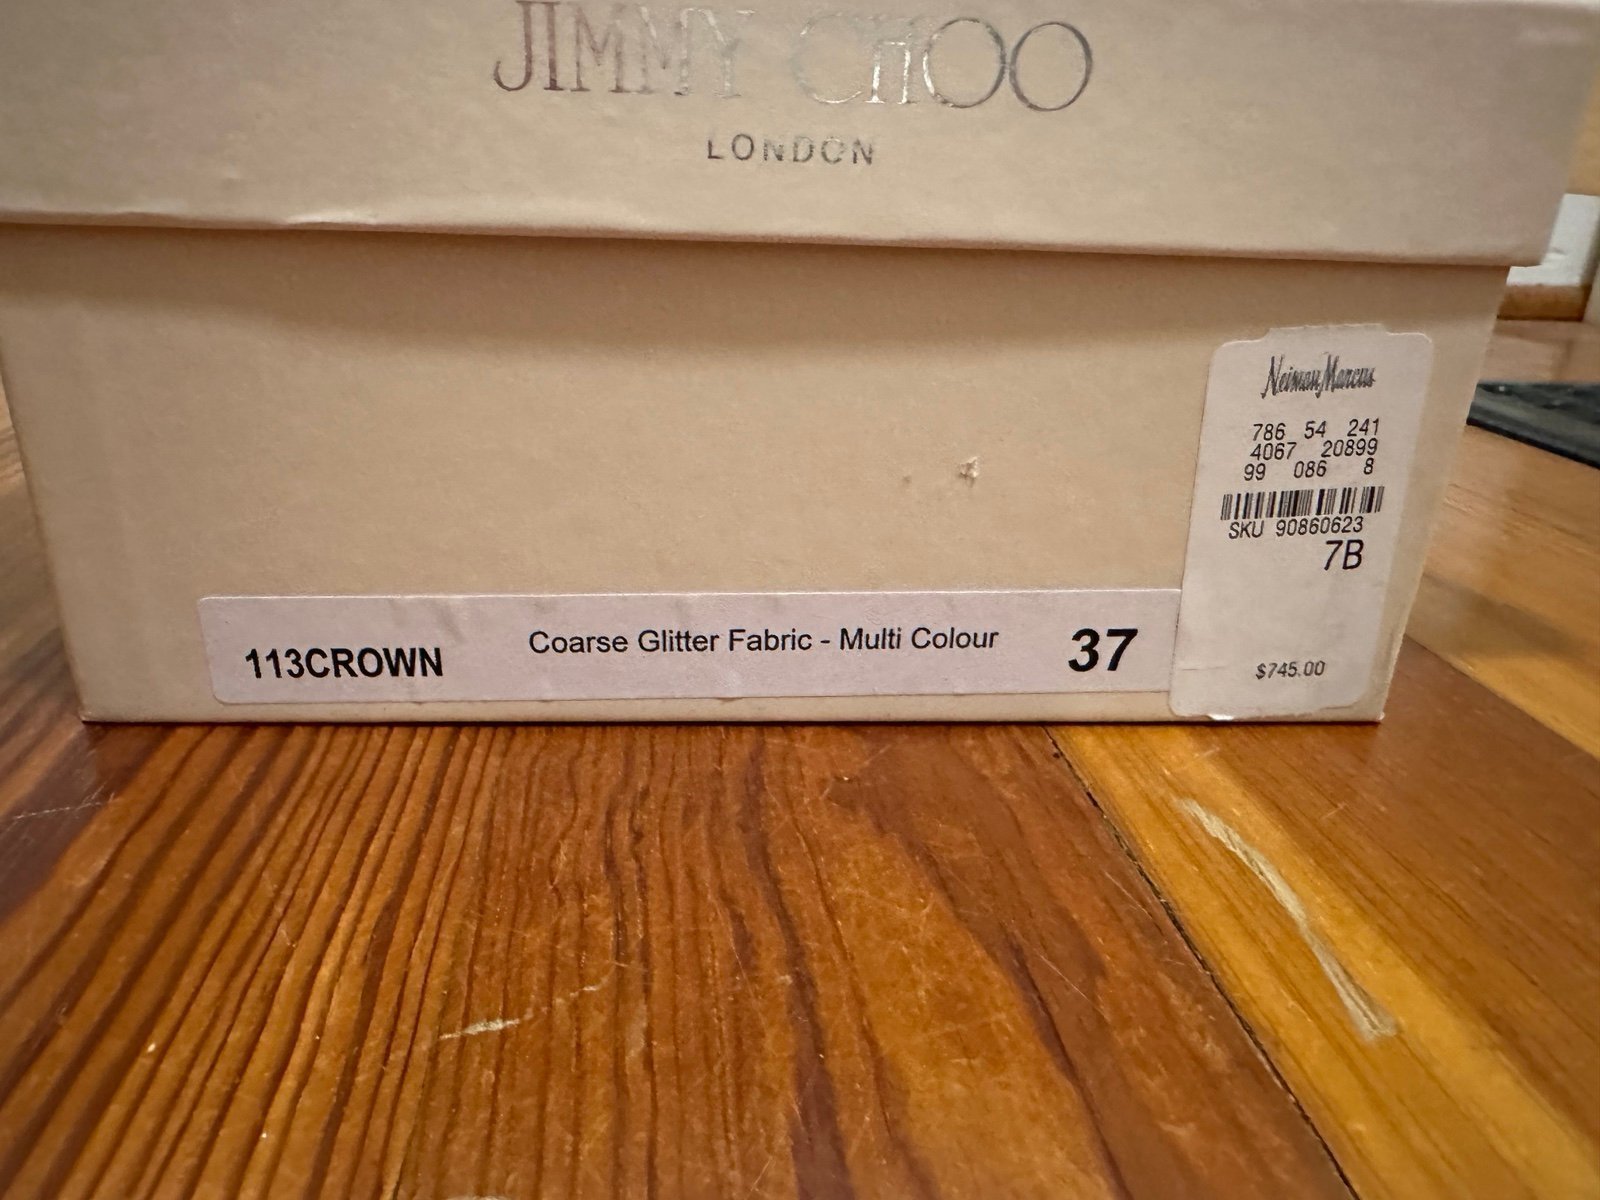 JIMMY CHOO
LONDON
Neiman Marcus
786 54 241
4067 20899
99 086 8
SKU 90860623
7B
$745.00
113CROWN Coarse Glitter Fabric - Multi Colour 37